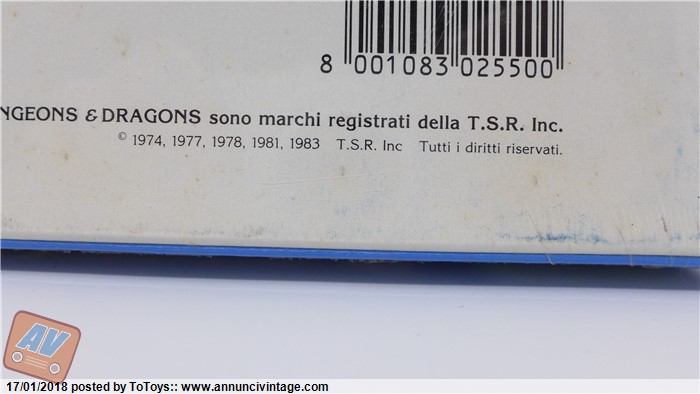 8 001083 025500
NGEONS & DRAGONS sono marchi registrati della T.S.R. Inc.
© 1974, 1977, 1978, 1981, 1983 T.S.R. Inc Tutti i diritti riservati.
AV
17/01/2018 posted by ToToys:: www.annuncivintage.com